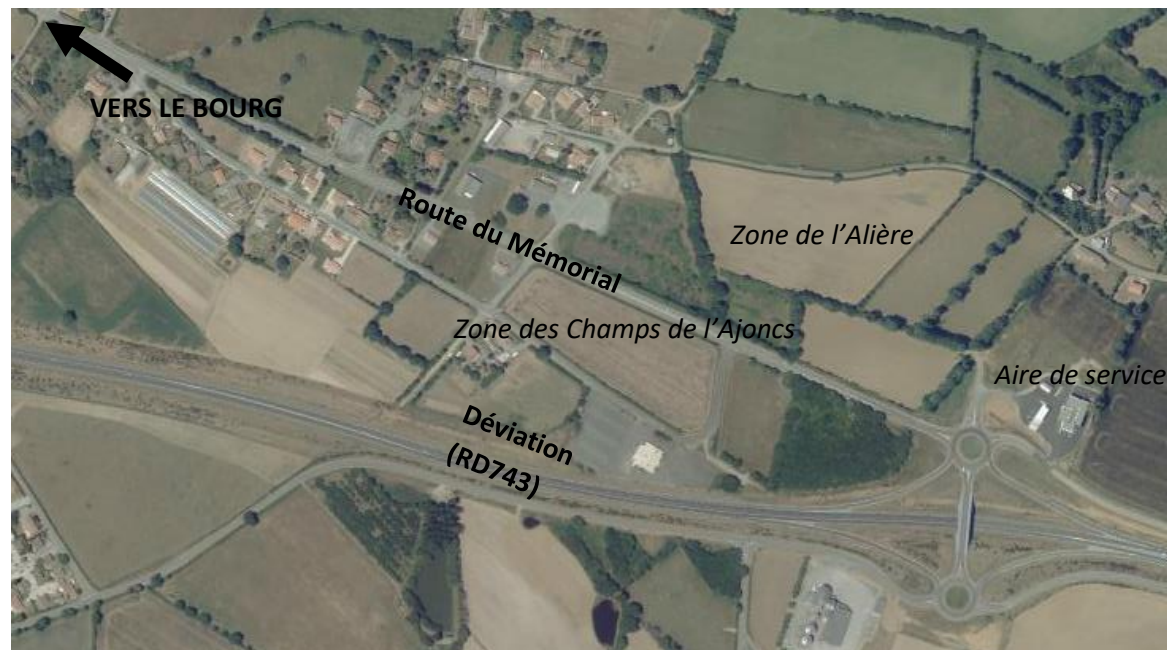 VERS LE BOURG
Route du Mémorial
Zone de l'Alière
Zone des Champs de l'Ajoncs
Aire de service
Déviation
(RD743)